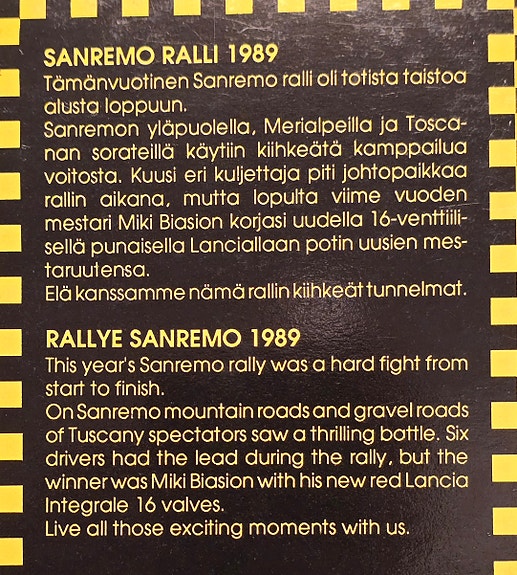 SANREMO RALLI 1989
Tämänvuotinen Sanremo ralli oli totista taistoa
alusta loppuun.
Sanremon yläpuolella, Merialpeilla ja Tosca-
nan sorateillä käytiin kiihkeätä kamppailua
voitosta. Kuusi eri kuljettaja piti johtopaikkaa
rallin aikana, mutta lopulta viime vuoden
mestari Miki Biasion korjasi uudella 16-venttiili-
sellä punaisella Lanciallaan potin uusien mes-
taruutensa.
Elä kanssamme nämä rallin kiihkeät tunnelmat.
RALLYE SANREMO 1989
This year's Sanremo rally was a hard fight from
start to finish.
On Sanremo mountain roads and gravel roads
of Tuscany spectators saw a thrilling battle. Six
drivers had the lead during the rally, but the
winner was Miki Biasion with his new red Lancia
Integrale 16 valves.
Live all those exciting moments with us.